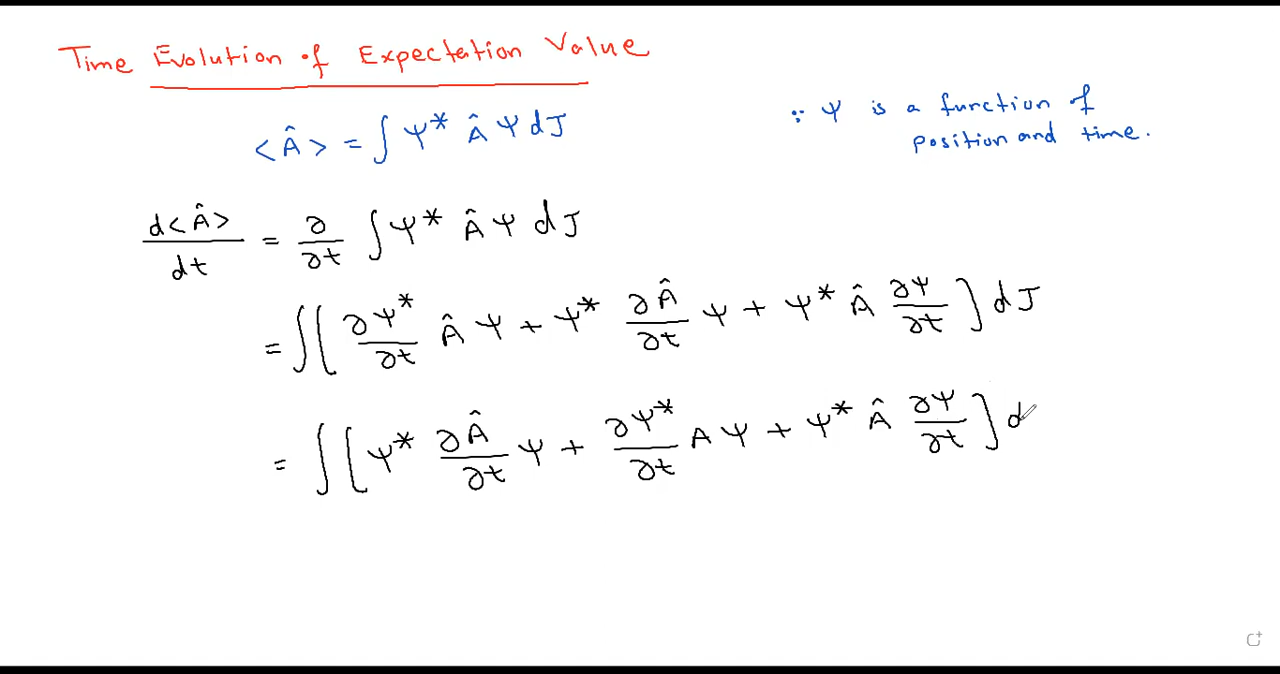 Time Evolution of Expectation Value
<Â> = ∫ Ψ* Â Ψ dJ
∵ Ψ is a function of
position and time.
d<Â>/dt = ∂/∂t ∫ Ψ* Â Ψ dJ
= ∫ [ ∂Ψ*/∂t Â Ψ + Ψ* ∂Â/∂t Ψ + Ψ* Â ∂Ψ/∂t ] dJ
= ∫ [ Ψ* ∂Â/∂t Ψ + ∂Ψ*/∂t A Ψ + Ψ* Â ∂Ψ/∂t ] d